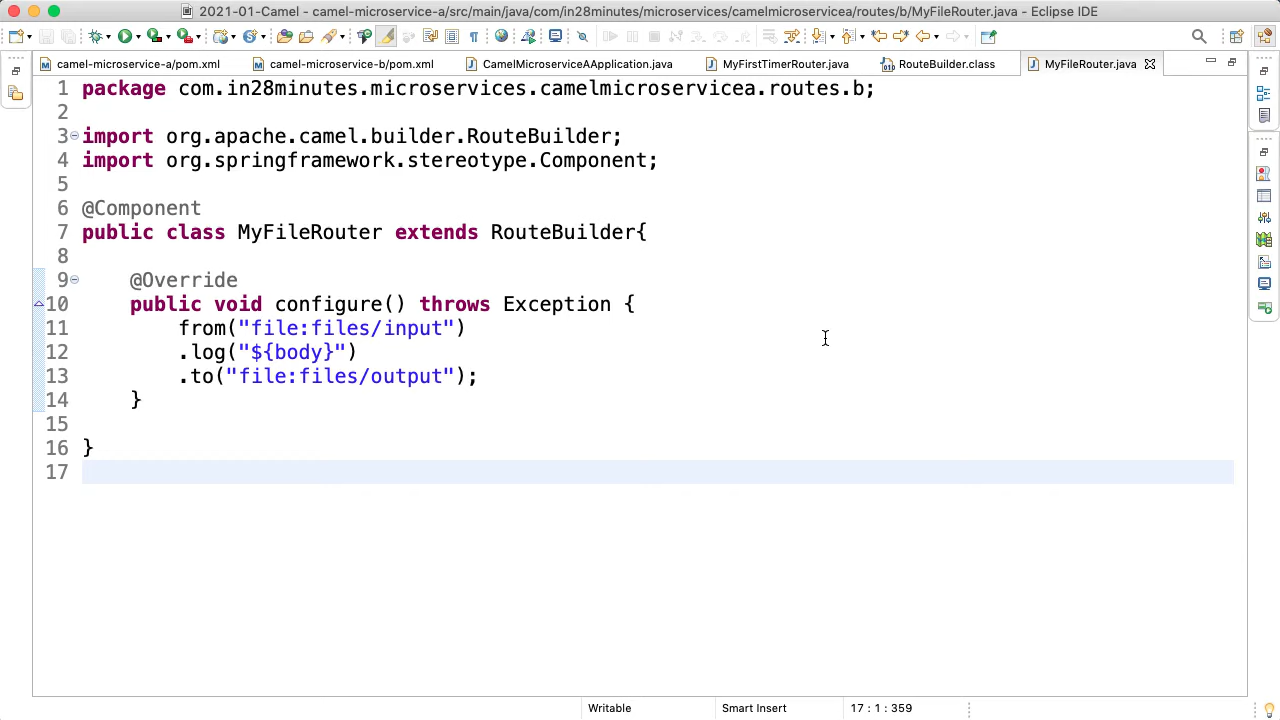 2021-01-Camel - camel-microservice-a/src/main/java/com/in28minutes/microservices/camelmicroservicea/routes/b/MyFileRouter.java - Eclipse IDE
camel-microservice-a/pom.xml camel-microservice-b/pom.xml CamelMicroserviceAApplication.java MyFirstTimerRouter.java RouteBuilder.class MyFileRouter.java
1 package com.in28minutes.microservices.camelmicroservicea.routes.b;
2
3 import org.apache.camel.builder.RouteBuilder;
4 import org.springframework.stereotype.Component;
5
6 @Component
7 public class MyFileRouter extends RouteBuilder{
8
9 @Override
10 public void configure() throws Exception {
11 from("file:files/input")
12 .log("${body}")
13 .to("file:files/output");
14 }
15
16 }
17
Writable Smart Insert 17 : 1 : 359